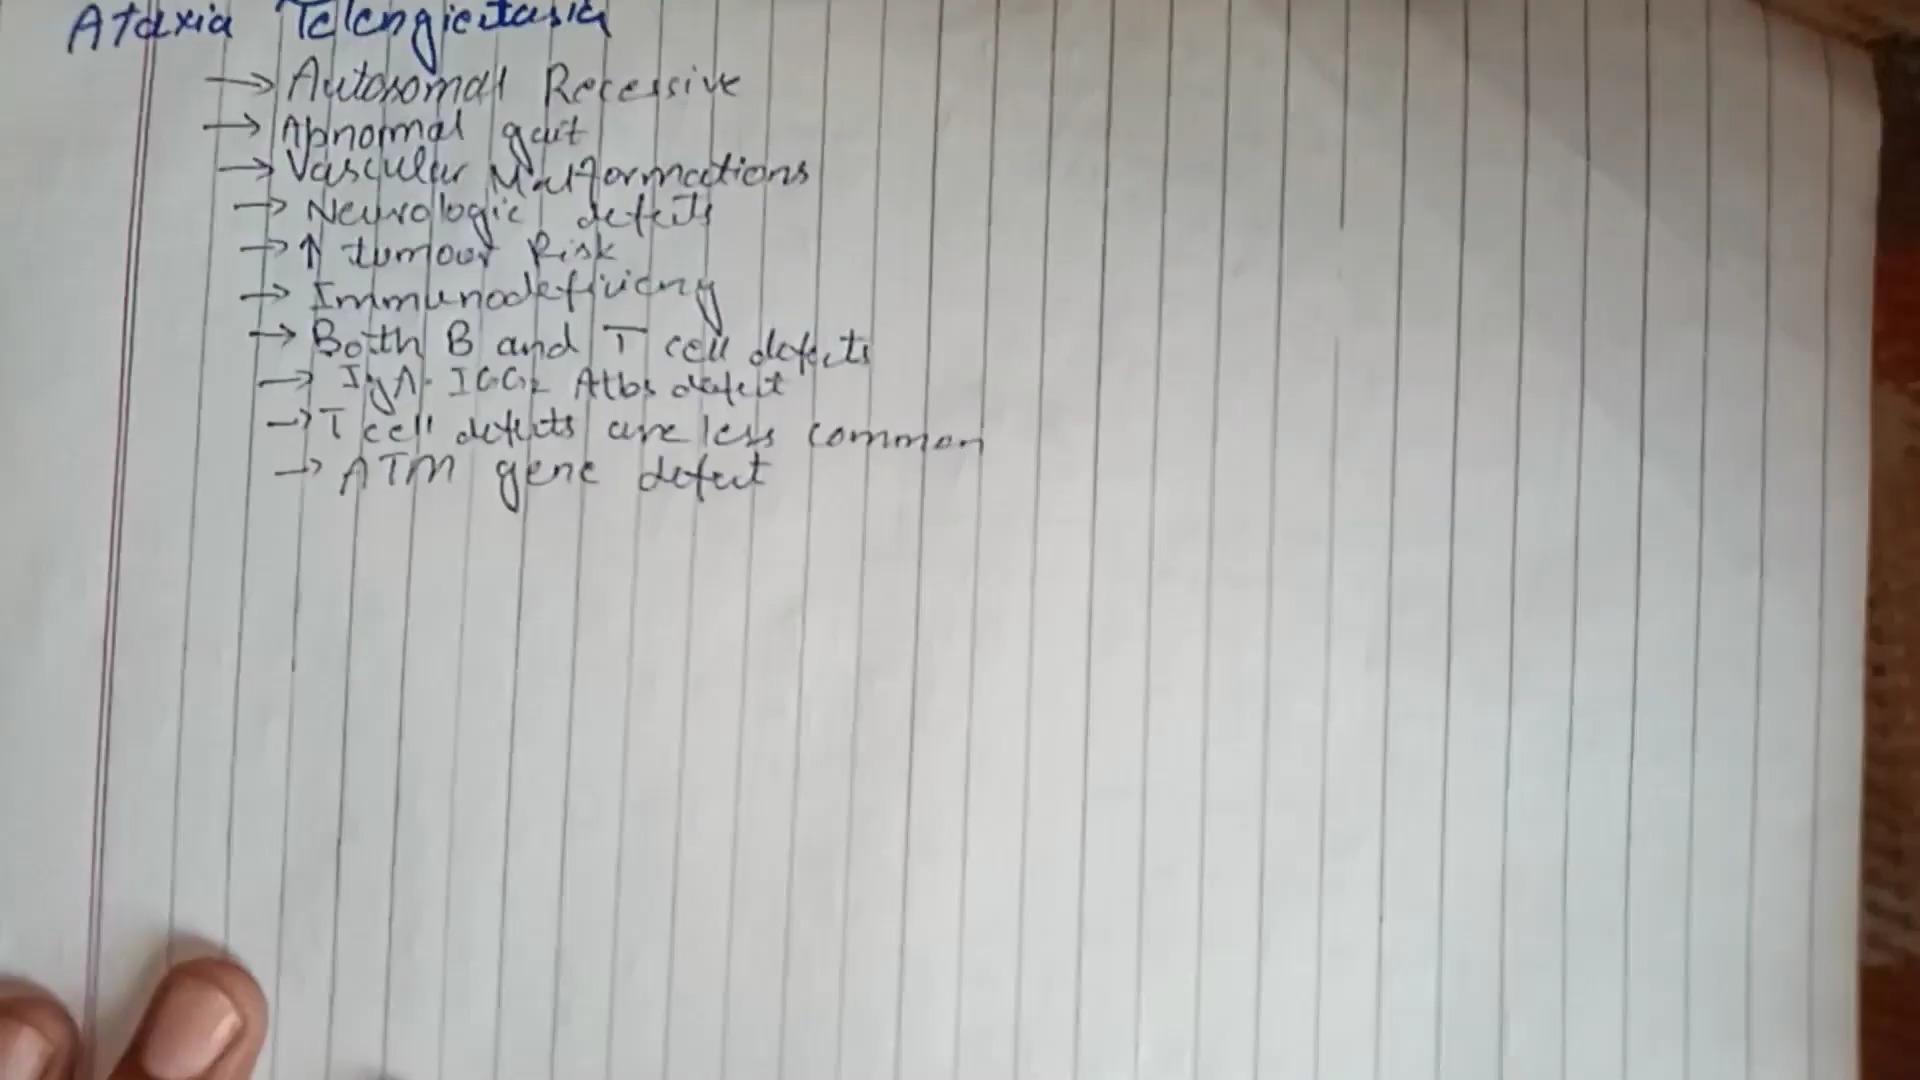 Ataxia Telengiectasia
→ Autosomal Recessive
→ Abnormal gait
→ Vascular Malformations
→ Neurologic defects
→ ↑ tumour Risk
→ Immunodeficiency
→ Both B and T cell defects
→ IgA. IGG2 Atbs defect
→ T cell defects are less common
→ ATM gene defect